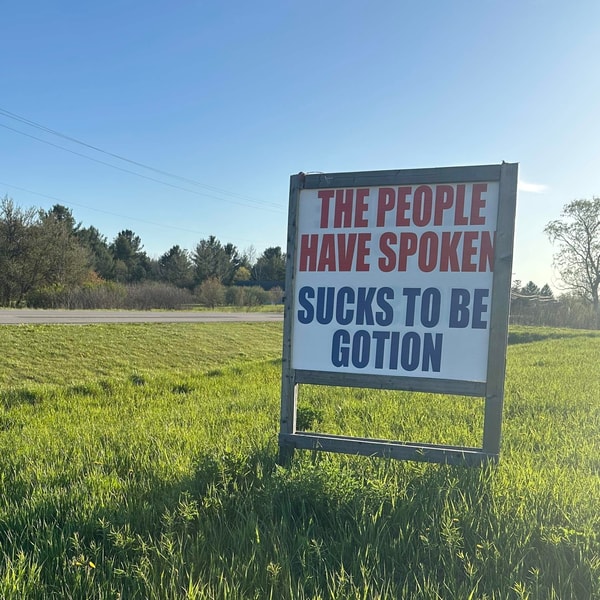 THE PEOPLE
HAVE SPOKEN
SUCKS TO BE
GOTION